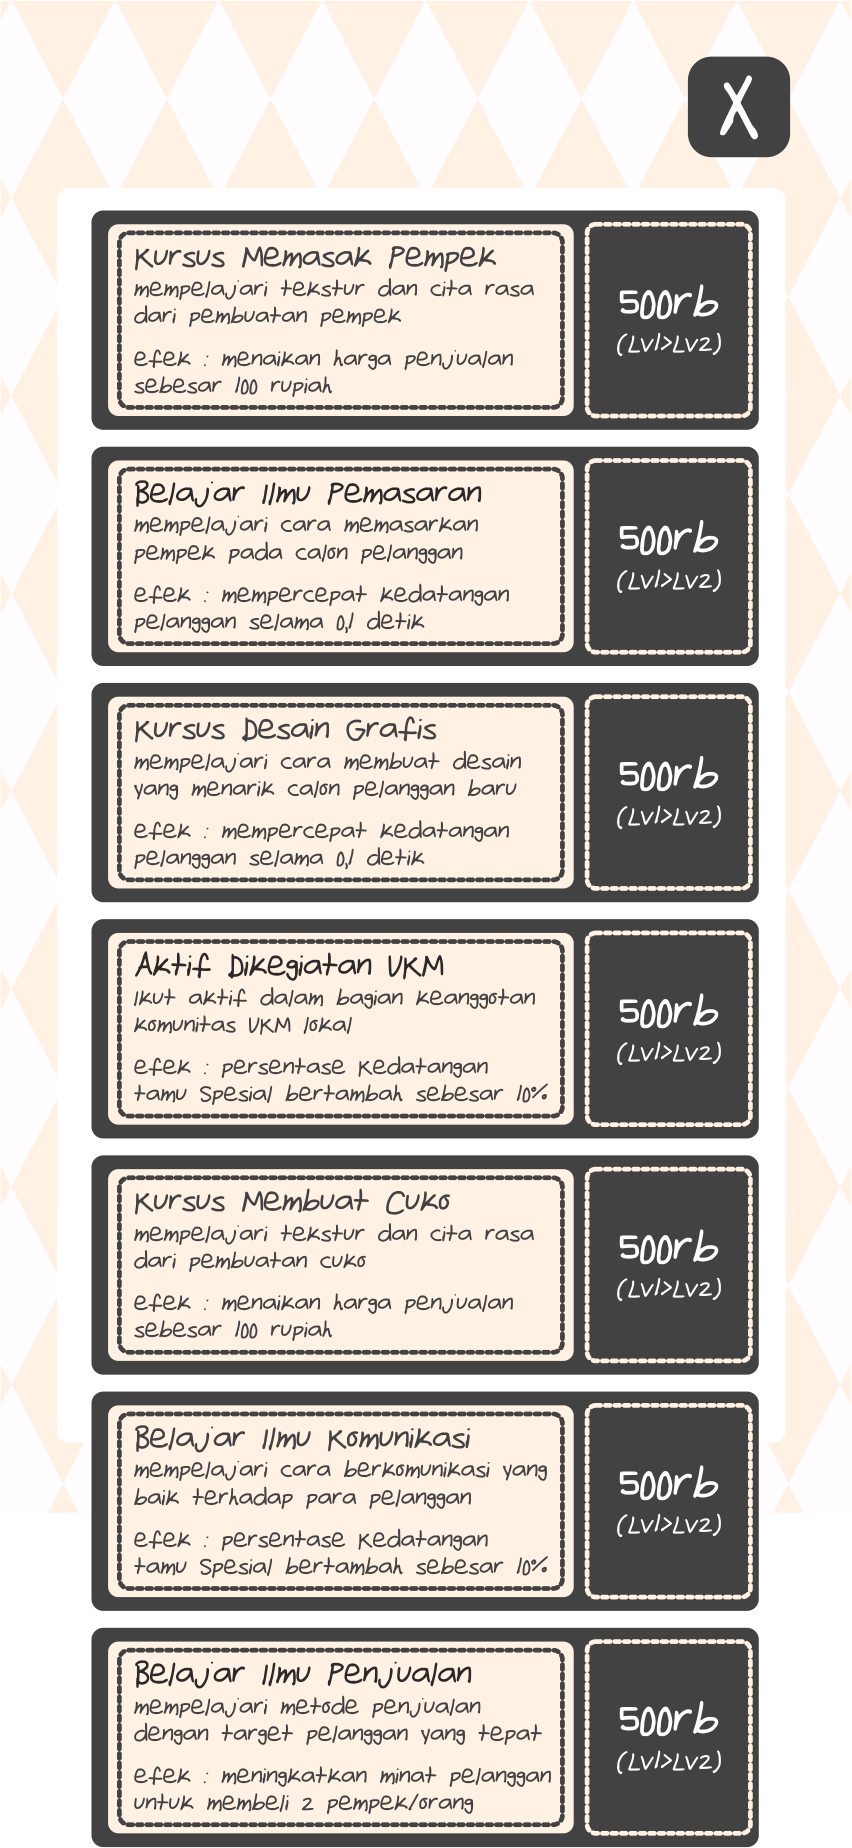 X
Kursus Memasak Pempek
mempelajari tekstur dan cita rasa
dari pembuatan pempek
efek : menaikan harga penjualan
sebesar 100 rupiah
500rb
(Lv1>Lv2)
Belajar Ilmu Pemasaran
mempelajari cara memasarkan
pempek pada calon pelanggan
efek : mempercepat kedatangan
pelanggan selama 0,1 detik
500rb
(Lv1>Lv2)
Kursus Desain Grafis
mempelajari cara membuat desain
yang menarik calon pelanggan baru
efek : mempercepat kedatangan
pelanggan selama 0,1 detik
500rb
(Lv1>Lv2)
Aktif Dikegiatan UKM
Ikut aktif dalam bagian keanggotan
komunitas UKM lokal
efek : persentase Kedatangan
tamu Spesial bertambah sebesar 10%
500rb
(Lv1>Lv2)
Kursus Membuat Cuko
mempelajari tekstur dan cita rasa
dari pembuatan cuko
efek : menaikan harga penjualan
sebesar 100 rupiah
500rb
(Lv1>Lv2)
Belajar Ilmu Komunikasi
mempelajari cara berkomunikasi yang
baik terhadap para pelanggan
efek : persentase Kedatangan
tamu Spesial bertambah sebesar 10%
500rb
(Lv1>Lv2)
Belajar Ilmu Penjualan
mempelajari metode penjualan
dengan target pelanggan yang tepat
efek : meningkatkan minat pelanggan
untuk membeli 2 pempek/orang
500rb
(Lv1>Lv2)